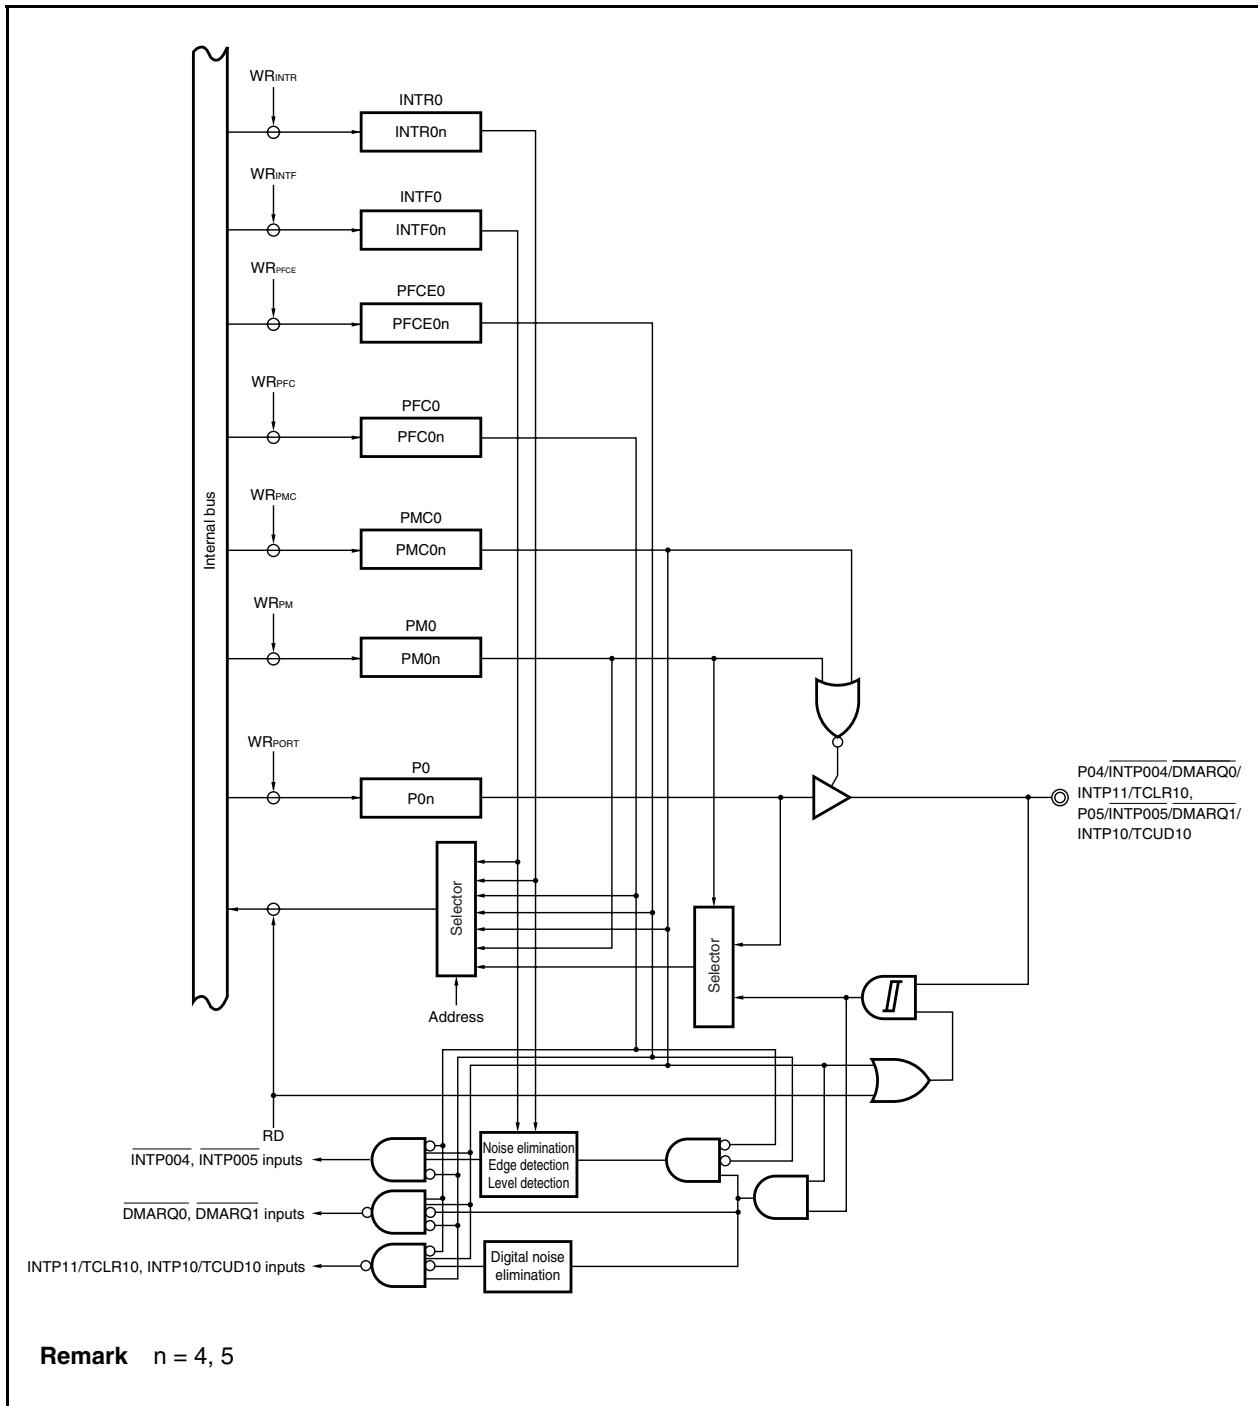 WRINTR
INTR0
INTR0n
WRINTF
INTF0
INTF0n
WRPFCE
PFCE0
PFCE0n
WRPFC
PFC0
PFC0n
Internal bus
WRPMC
PMC0
PMC0n
WRPM
PM0
PM0n
WRPORT
P0
P0n
P04/INTP004/DMARQ0/
INTP11/TCLR10,
P05/INTP005/DMARQ1/
INTP10/TCUD10
Selector
Selector
Address
RD
INTP004, INTP005 inputs
Noise elimination
Edge detection
Level detection
DMARQ0, DMARQ1 inputs
INTP11/TCLR10, INTP10/TCUD10 inputs
Digital noise
elimination
Remark n = 4, 5